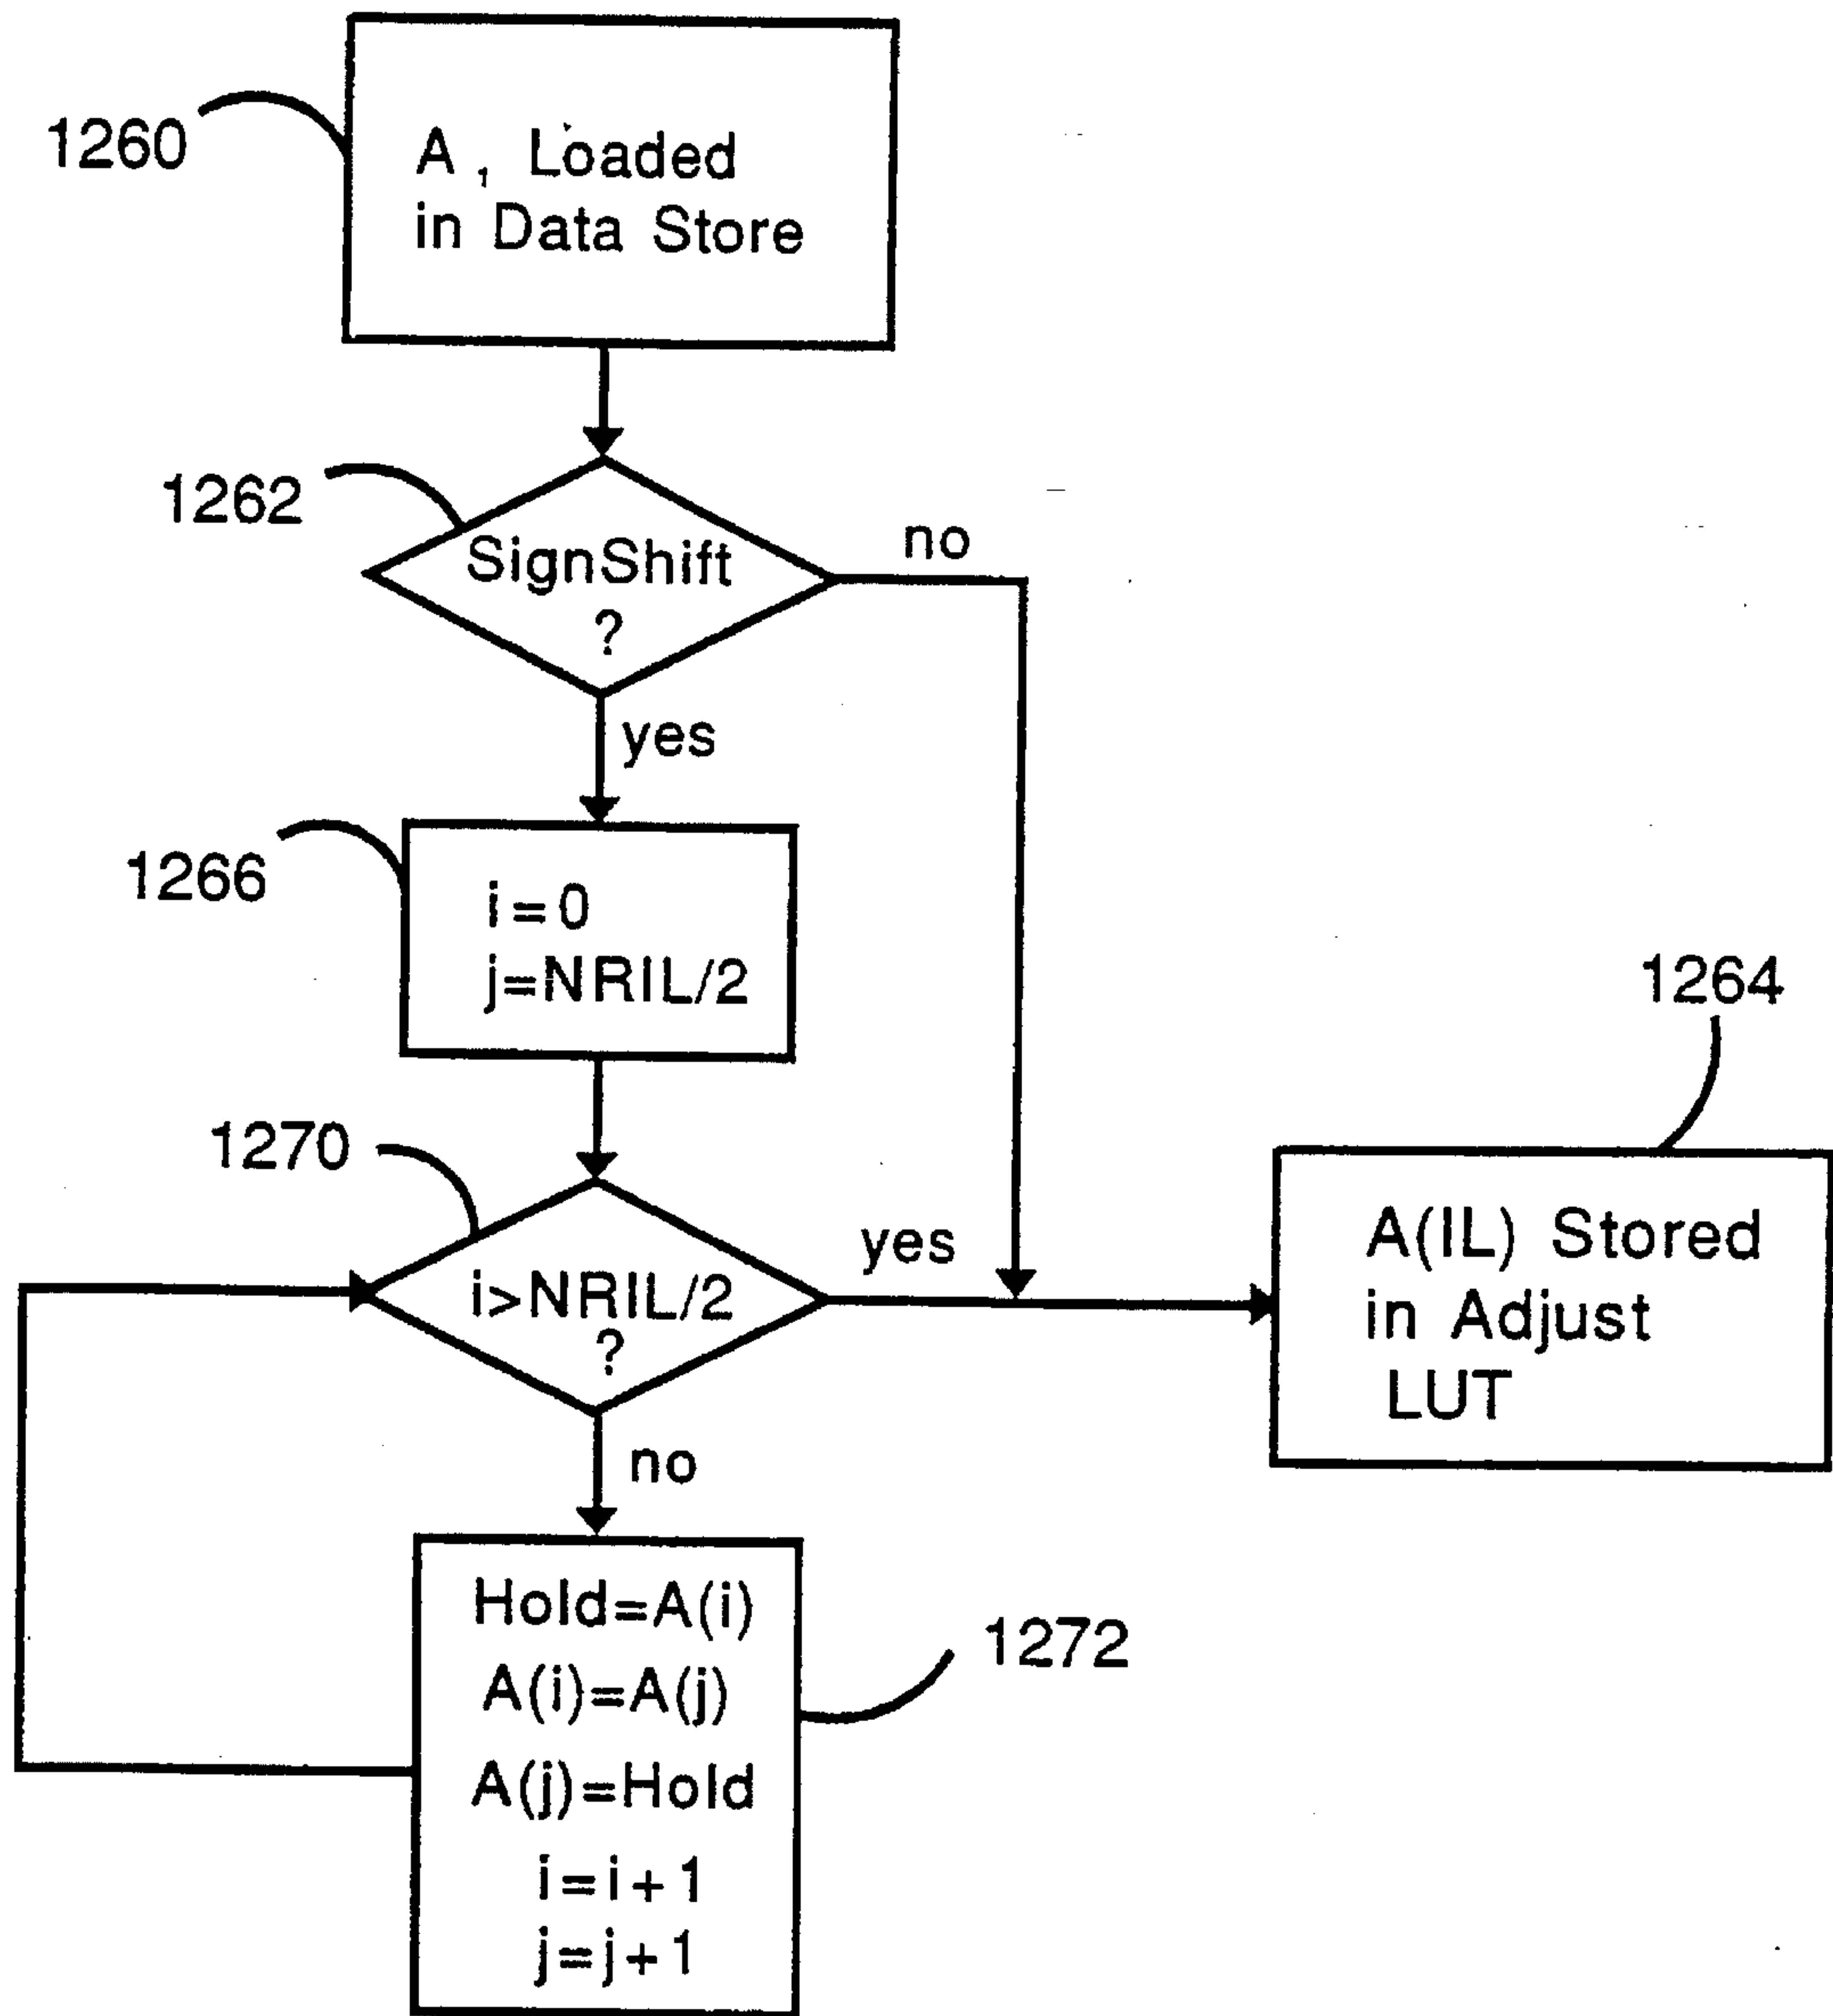 1260
A 1 Loaded
in Data Store
1262
SignShift
?
no
yes
1266
i=0
j=NRIL/2
1264
1270
i>NRIL/2
?
yes
A(IL) Stored
in Adjust
LUT
no
Hold=A(i)
A(i)=A(j)
A(j)=Hold
i=i+1
j=j+1
1272